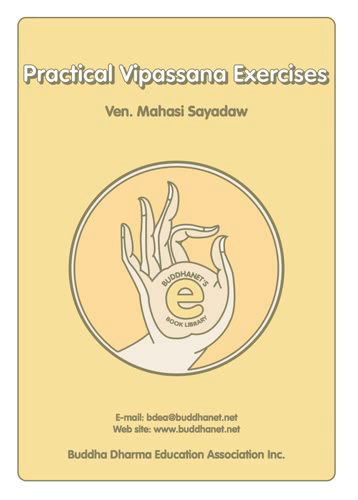 Practical Vipassana Exercises
Ven. Mahasi Sayadaw
BUDDHANET'S
e
BOOK LIBRARY
E-mail: bdea@buddhanet.net
Web site: www.buddhanet.net
Buddha Dharma Education Association Inc.